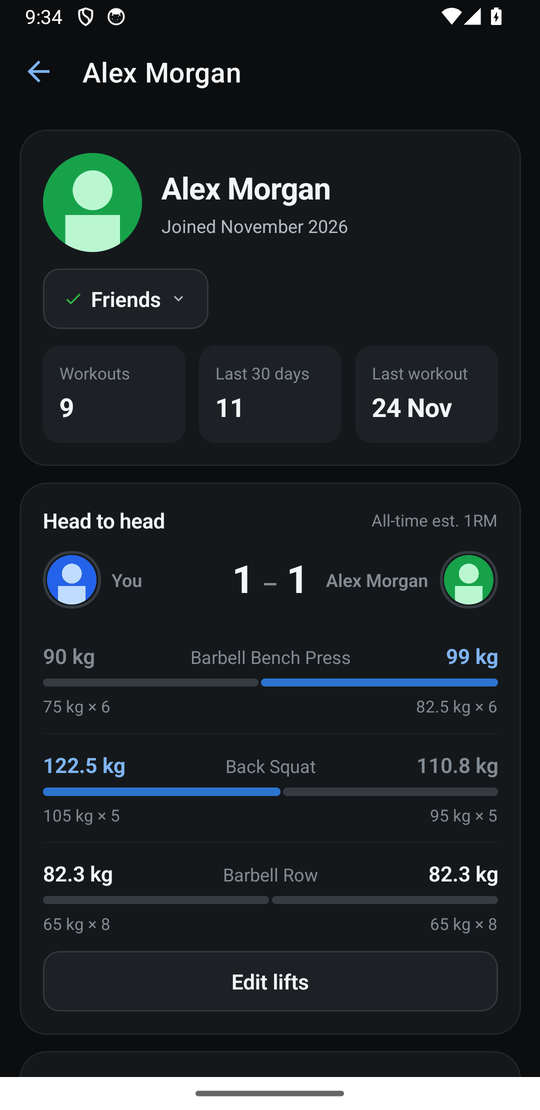 9:34
Alex Morgan
Alex Morgan
Joined November 2026
Friends
Workouts
9
Last 30 days
11
Last workout
24 Nov
Head to head
All-time est. 1RM
You
1 – 1
Alex Morgan
90 kg Barbell Bench Press 99 kg
75 kg × 6 82.5 kg × 6
122.5 kg Back Squat 110.8 kg
105 kg × 5 95 kg × 5
82.3 kg Barbell Row 82.3 kg
65 kg × 8 65 kg × 8
Edit lifts